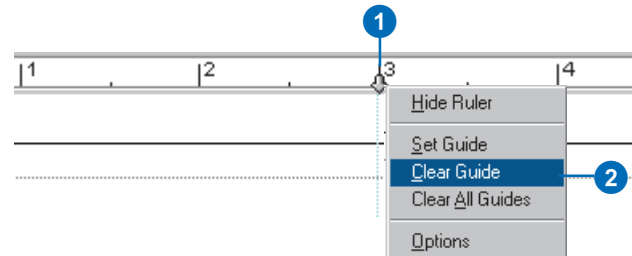 1
1 2 3 4
Hide Ruler
Set Guide
Clear Guide
2
Clear All Guides
Options